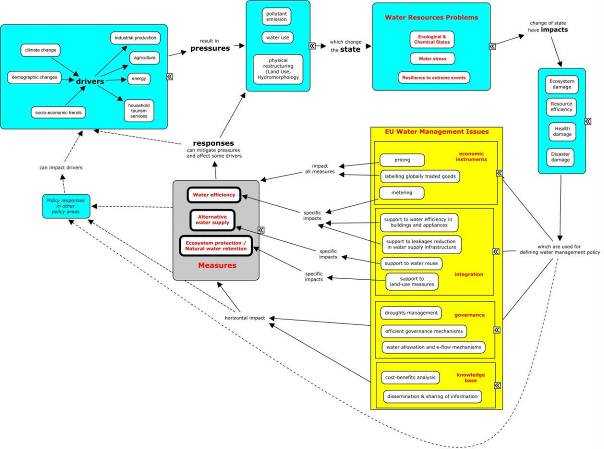 industrial production
climate change
agriculture
demographic changes
drivers
energy
socio economic trends
household
tourism
services
result in
pressures
pollutant
emission
water use
physical
restructuring
(Land Use,
Hydromorphology
which change
the state
Water Resources Problems
Ecological &
Chemical Status
Water stress
Resilience to extreme events
change of state
have impacts
Ecosystem
damage
Resource
efficiency
Health
damage
Disaster
damage
responses
can mitigate pressures
and affect some drivers
can impact drivers
Policy responses
in other
policy areas
Water efficiency
Alternative
water supply
Ecosystem protection /
Natural water retention
Measures
impact
all measures
specific
impacts
specific
impacts
specific
impacts
horizontal impact
EU Water Management Issues
economic
instruments
pricing
labelling globally traded goods
metering
support to water efficiency in
buildings and appliances
support to leakages reduction
in water supply infrastructure
support to water reuse
support to
land-use measures
integration
droughts management
governance
efficient governance mechanisms
water allovation and e-flow mechanisms
cost-benefits analysis
knowledge
base
dissemination & sharing of information
which are used for
defining water management policy